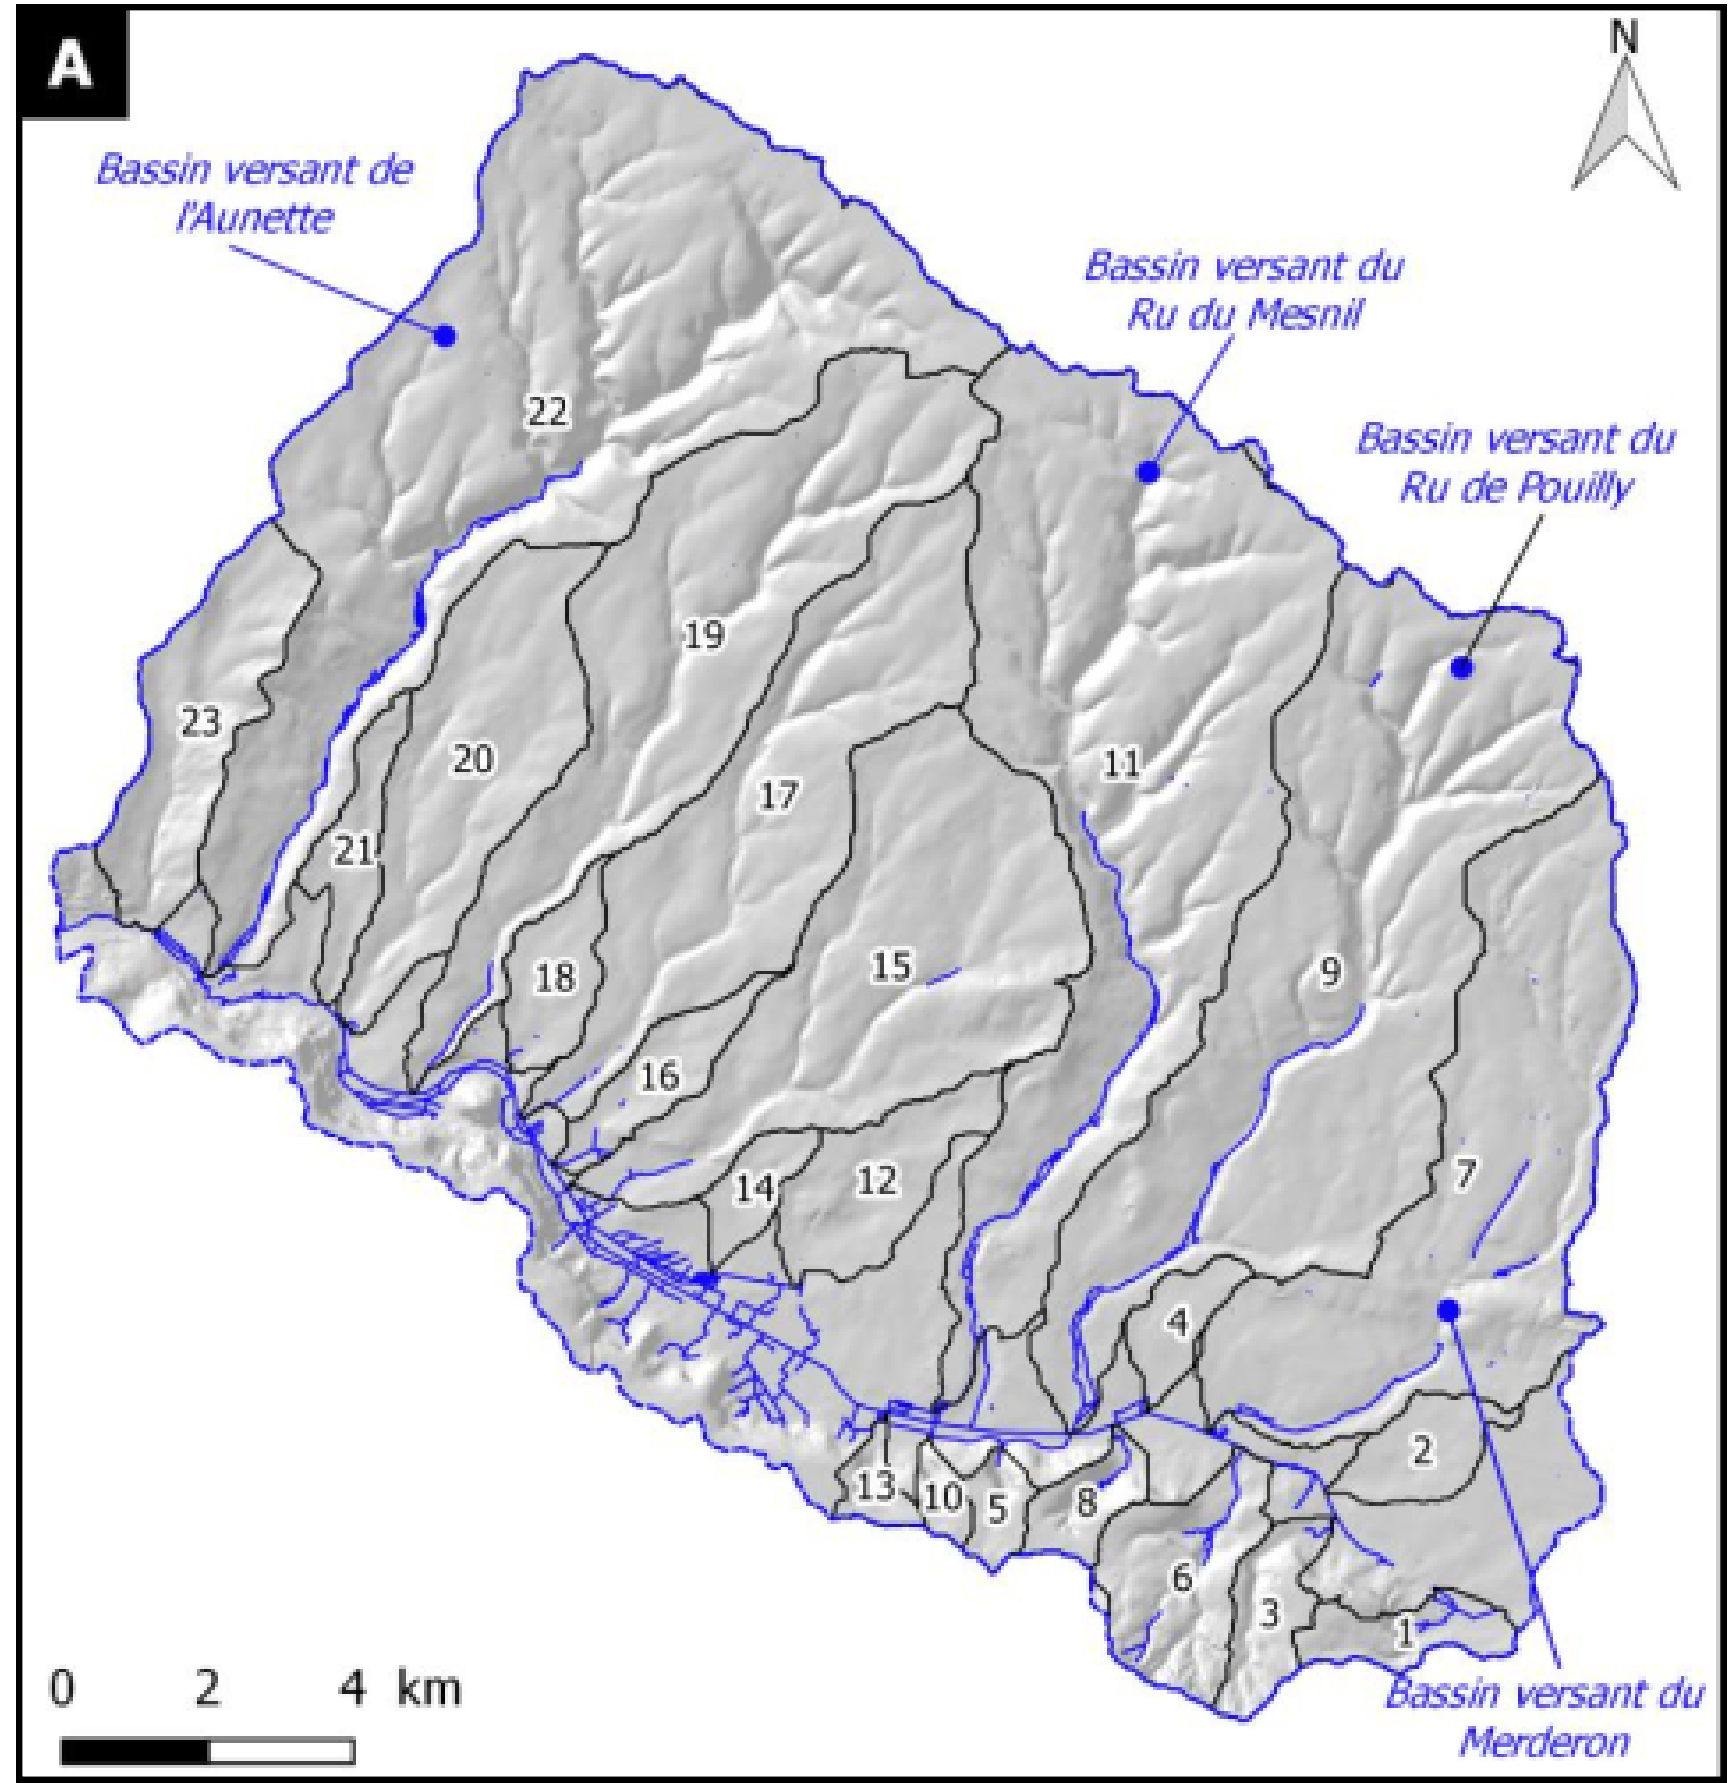 A
N
Bassin versant de
l'Aunette
Bassin versant du
Ru du Mesnil
Bassin versant du
Ru de Pouilly
22
19
23
20
17
11
21
15
9
18
16
7
14
12
4
2
13
10
5
8
6
3
1
0 2 4 km
Bassin versant du
Merderon